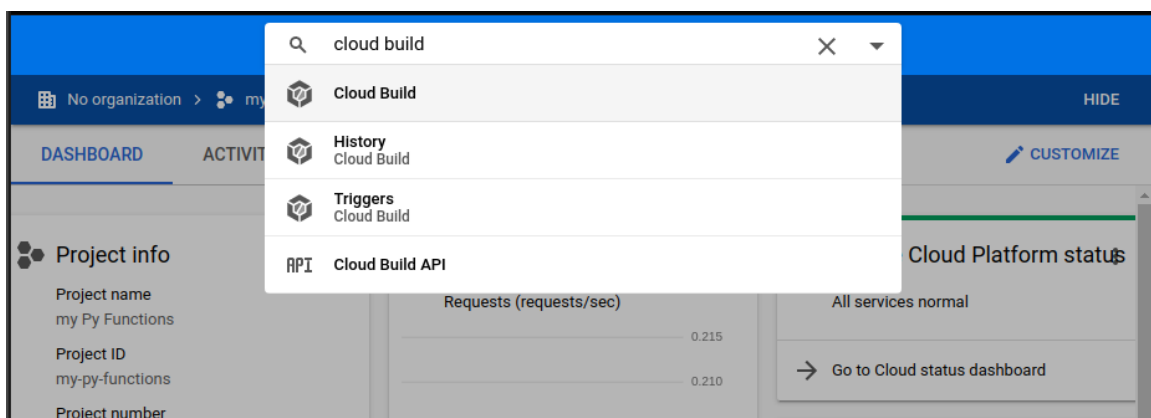 cloud build
Cloud Build
History
Cloud Build
Triggers
Cloud Build
API Cloud Build API
No organization > my
HIDE
DASHBOARD
ACTIVIT
CUSTOMIZE
Project info
Project name
my Py Functions
Project ID
my-py-functions
Project number
Requests (requests/sec)
0.215
0.210
Cloud Platform status
All services normal
Go to Cloud status dashboard